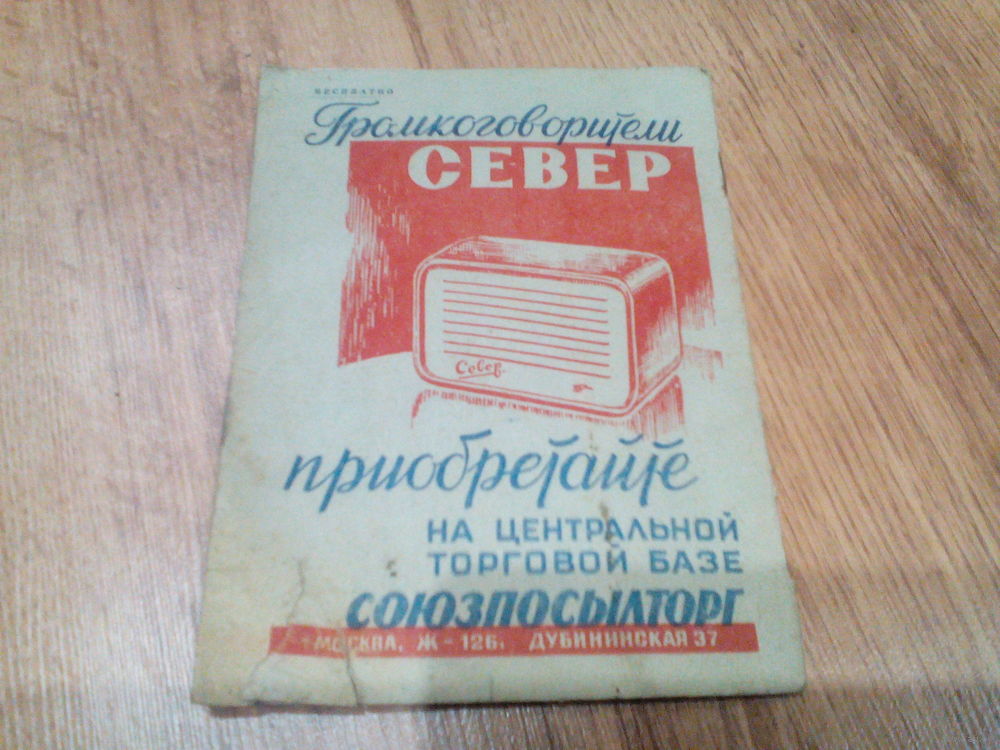 БЕСПЛАТНО
Громкоговорители
СЕВЕР
Север
приобретайте
НА ЦЕНТРАЛЬНОЙ
ТОРГОВОЙ БАЗЕ
СОЮЗПОСЫЛТОРГ
МОСКВА, Ж-126, ДУБИНИНСКАЯ 37